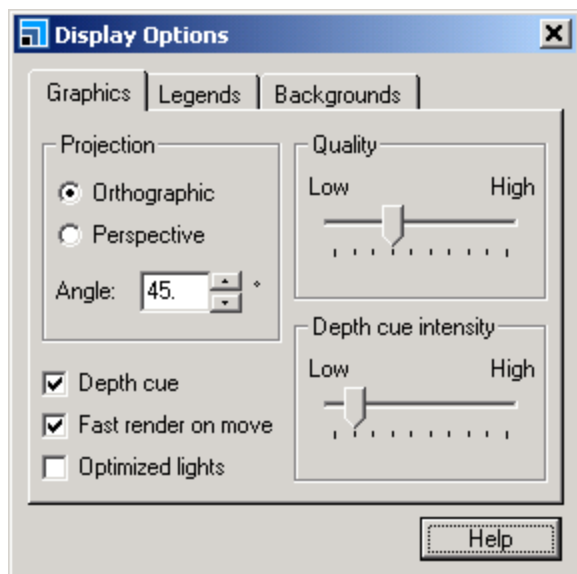 Display Options
Graphics Legends Backgrounds
Projection
Orthographic
Perspective
Angle: 45. °
Depth cue
Fast render on move
Optimized lights
Quality
Low High
Depth cue intensity
Low High
Help